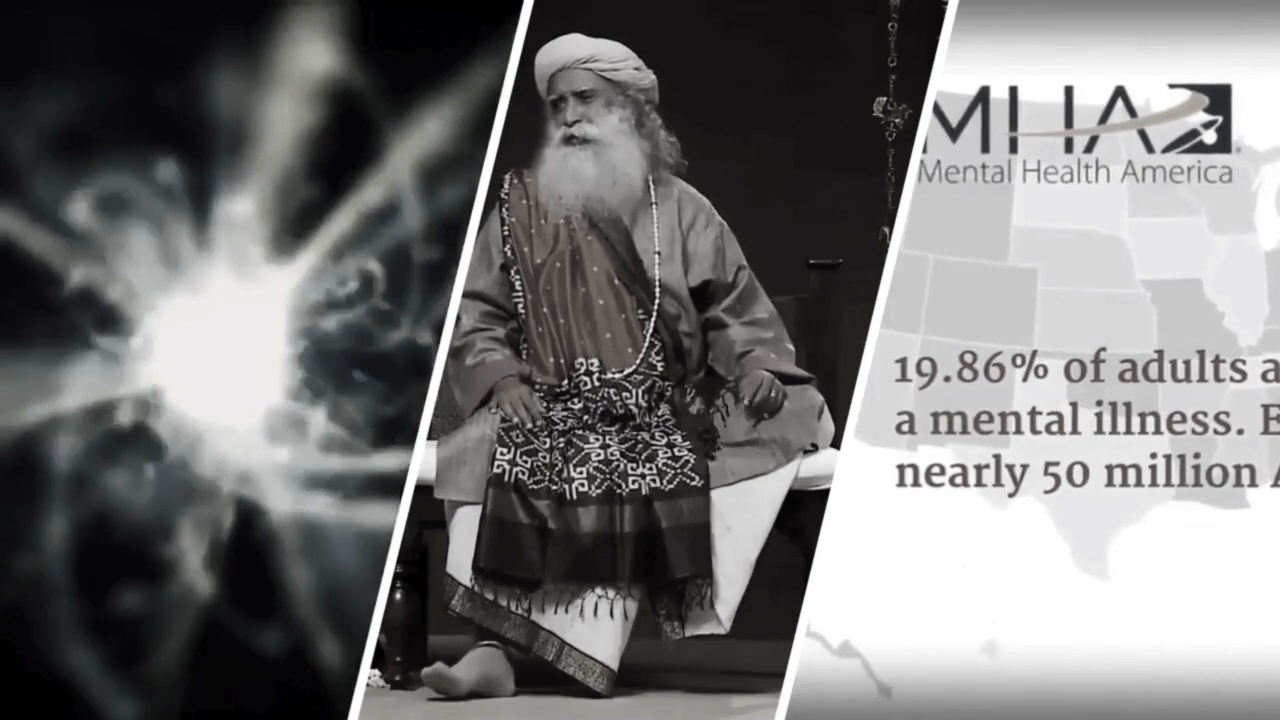 MHA
Mental Health America
19.86% of adults a
a mental illness. E
nearly 50 million